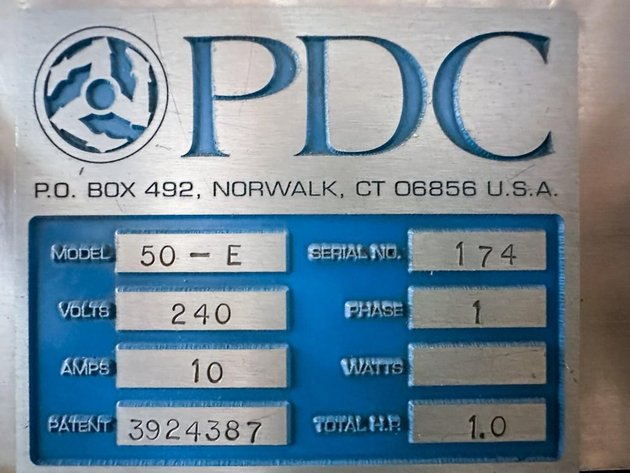 PDC
P.O. BOX 492, NORWALK, CT 06856 U.S.A.
MODEL 50-E SERIAL NO. 174
VOLTS 240 PHASE 1
AMPS 10 WATTS
PATENT 3924387 TOTAL H.P. 1.0